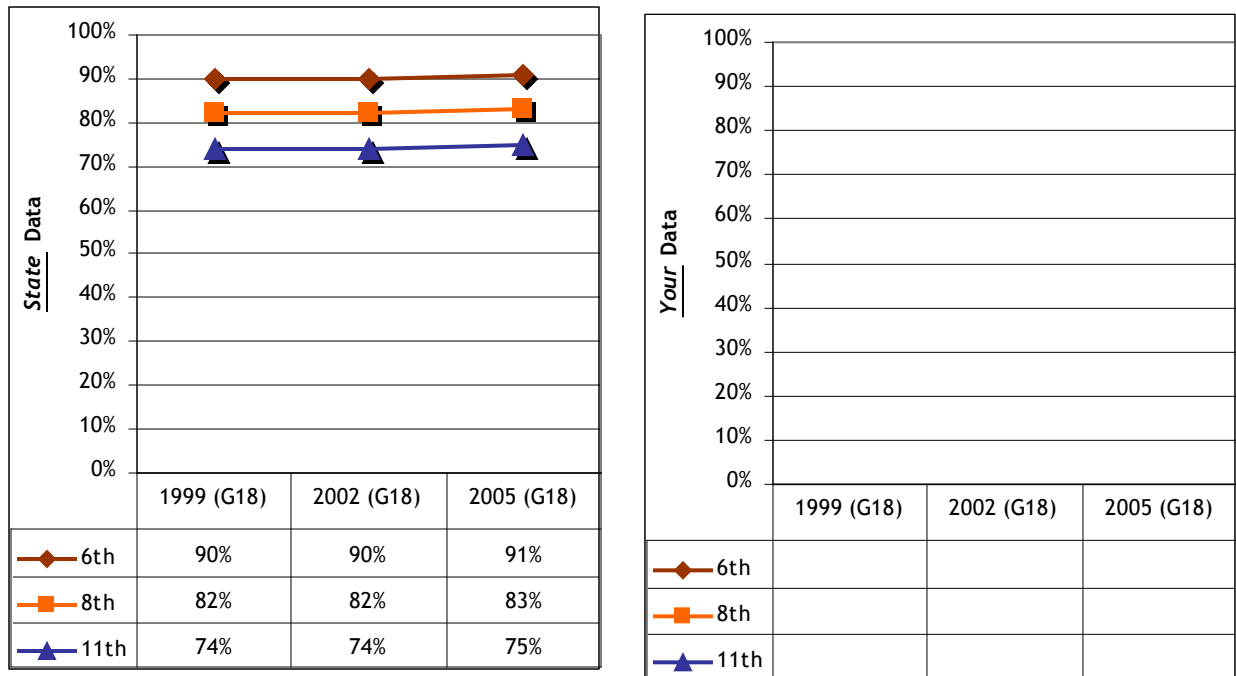 State Data
100%
90%
80%
70%
60%
50%
40%
30%
20%
10%
0%
1999 (G18) 2002 (G18) 2005 (G18)
6th 90% 90% 91%
8th 82% 82% 83%
11th 74% 74% 75%
Your Data
100%
90%
80%
70%
60%
50%
40%
30%
20%
10%
0%
1999 (G18) 2002 (G18) 2005 (G18)
6th
8th
11th